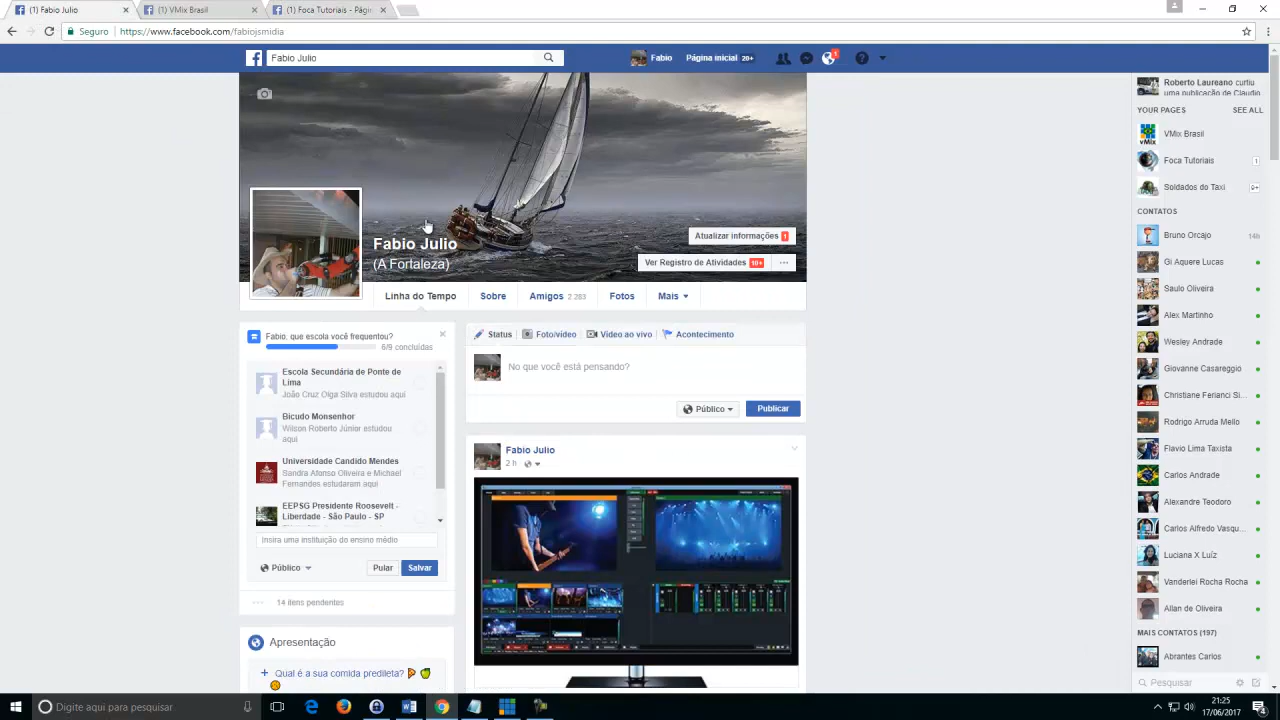 (1) Fabio Julio
(1) VMix Brasil
(1) Foca Tutoriais - Pág
Seguro
https://www.facebook.com/fabiojsmidia
Fabio Julio
Fabio
Página inicial 20+
1
Fabio Julio
(A Fortaleza)
Atualizar informações 1
Ver Registro de Atividades 10+
Linha do Tempo
Sobre
Amigos 2 283
Fotos
Mais
Fabio, que escola você frequentou?
6/9 concluídas
Escola Secundária de Ponte de
Lima
João Cruz Olga Silva estudou aqui
Bicudo Monsenhor
Wilson Roberto Júnior estudou
aqui
Universidade Candido Mendes
Sandra Afonso Oliveira e Michael
Fernandes estudaram aqui
EEPSG Presidente Roosevelt -
Liberdade - São Paulo - SP
Insira uma instituição do ensino médio
Público
Pular
Salvar
14 itens pendentes
Apresentação
+ Qual é a sua comida predileta?
Status
Foto/vídeo
Vídeo ao vivo
Acontecimento
No que você está pensando?
Público
Publicar
Fabio Julio
2 h
Roberto Laureano curtiu
uma publicação de Claudio
YOUR PAGES
SEE ALL
VMix Brasil
Foca Tutoriais
1
Soldados do Taxi
CONTATOS
Bruno Orcajo
14h
Gi Aquere Lucas
Saulo Oliveira
Alex Martinho
Wesley Andrade
Giovanne Casareggio
Christiane Ferianci Si...
Rodrigo Arruda Mello
Flavio Lima Taxista
Carlos Andrade
Alexandre Teodoro
Carlos Alfredo Vasqu...
Luciana X Luíz
Vanderlei Rocha Rocha
Ailan de Oliveira
MAIS CONTATOS (197)
Abrantes Carlos
Pesquisar
Digite aqui para pesquisar
21:25
17/06/2017
4